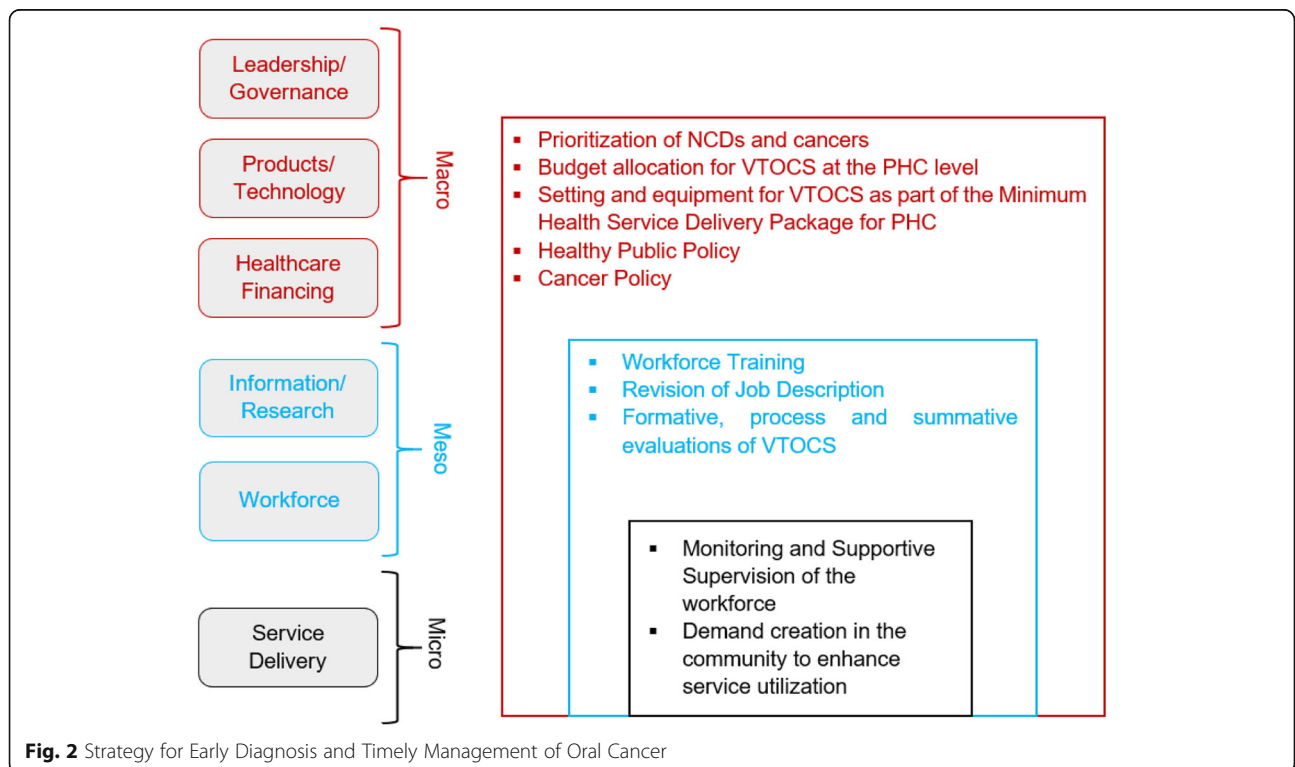 Leadership/
Governance
Products/
Technology
Healthcare
Financing
Macro
Information/
Research
Workforce
Meso
Service
Delivery
Micro
▪ Prioritization of NCDs and cancers
▪ Budget allocation for VTOCS at the PHC level
▪ Setting and equipment for VTOCS as part of the Minimum
Health Service Delivery Package for PHC
▪ Healthy Public Policy
▪ Cancer Policy
▪ Workforce Training
▪ Revision of Job Description
▪ Formative, process and summative
evaluations of VTOCS
▪ Monitoring and Supportive
Supervision of the
workforce
▪ Demand creation in the
community to enhance
service utilization
Fig. 2 Strategy for Early Diagnosis and Timely Management of Oral Cancer